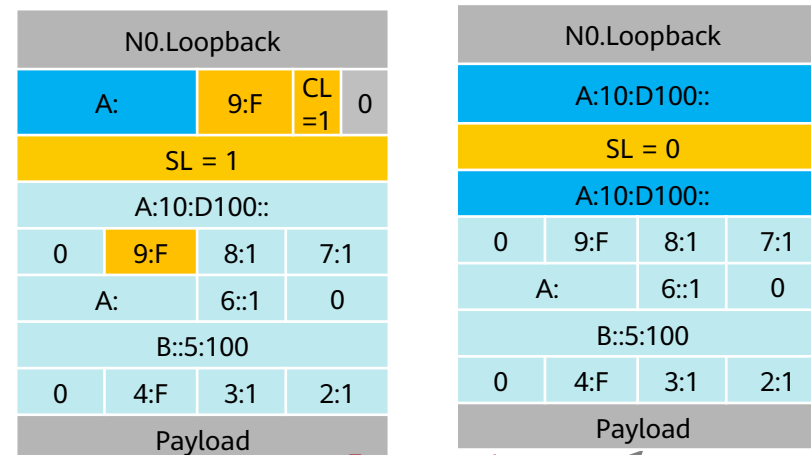 N0.Loopback
A: 9:F CL =1 0
SL = 1
A:10:D100::
0 9:F 8:1 7:1
A: 6::1 0
B::5:100
0 4:F 3:1 2:1
Payload
N0.Loopback
A:10:D100::
SL = 0
A:10:D100::
0 9:F 8:1 7:1
A: 6::1 0
B::5:100
0 4:F 3:1 2:1
Payload